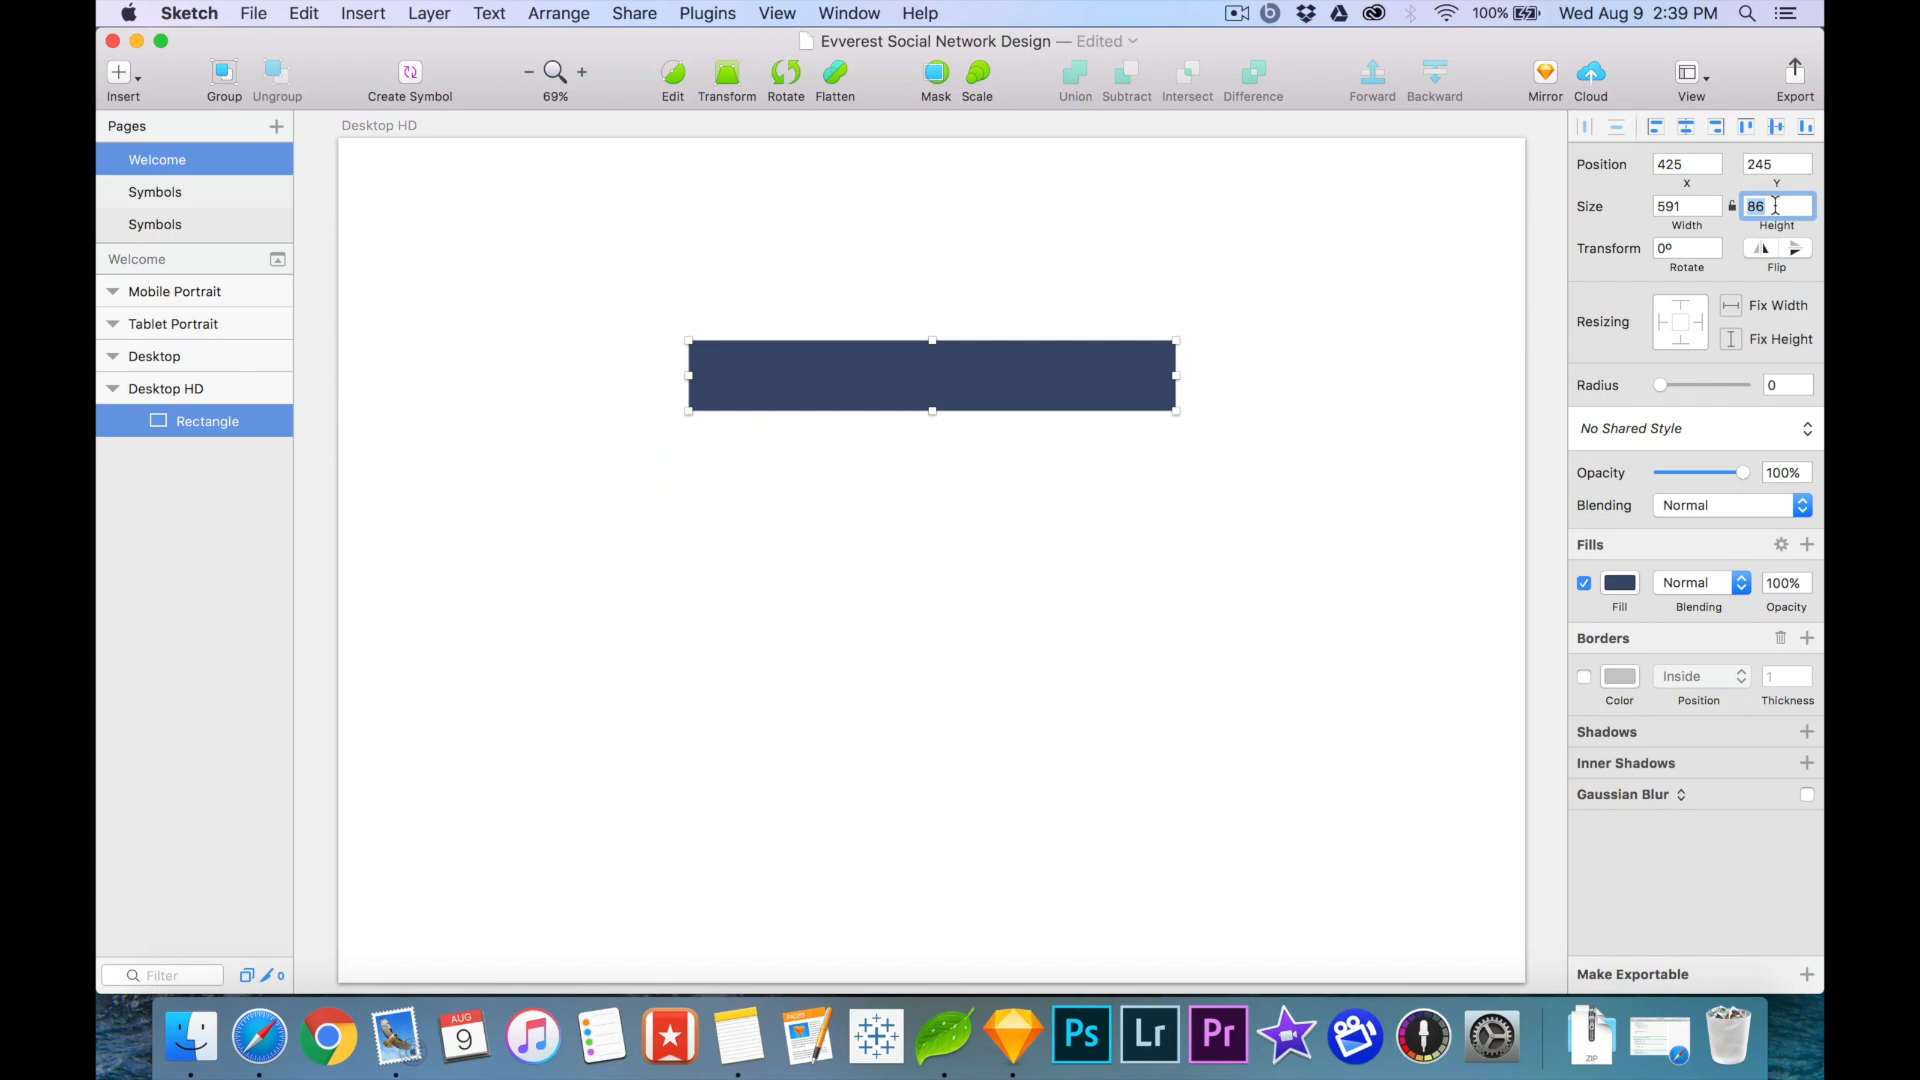 Sketch File Edit Insert Layer Text Arrange Share Plugins View Window Help 100% Wed Aug 9 2:39 PM
Evverest Social Network Design — Edited
Insert Group Ungroup Create Symbol 69% Edit Transform Rotate Flatten Mask Scale Union Subtract Intersect Difference Forward Backward Mirror Cloud View Export
Pages
Welcome
Symbols
Symbols
Welcome
Mobile Portrait
Tablet Portrait
Desktop
Desktop HD
Rectangle
Filter 0
Desktop HD
Position 425 245
X Y
Size 591 86
Width Height
Transform 0º
Rotate Flip
Resizing Fix Width
Fix Height
Radius 0
No Shared Style
Opacity 100%
Blending Normal
Fills
Normal 100%
Fill Blending Opacity
Borders
Inside 1
Color Position Thickness
Shadows
Inner Shadows
Gaussian Blur
Make Exportable
AUG
9
PAGES
Ps Lr Pr
ZIP